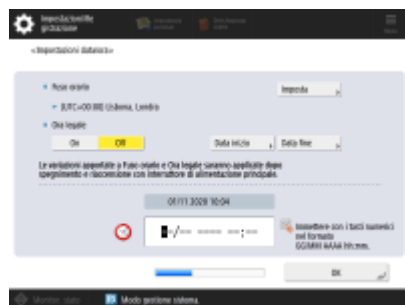 Impostazioni/Re
gistrazione
<Impostazioni data/ora>
Fuso orario
Imposta
(UTC+00:00) Lisbona, Londra
Ora legale
On
Off
Data inizio
Data fine
Le variazioni apportate a Fuso orario e Ora legale saranno applicate dopo
spegnimento e riaccensione con interruttore di alimentazione principale.
01/11 2020 10:04
-/-- ---- --:--
Immettere con i tasti numerici
nel formato
GG/MM AAAA hh:mm.
OK
Monitor stato
Modo gestione sistema.